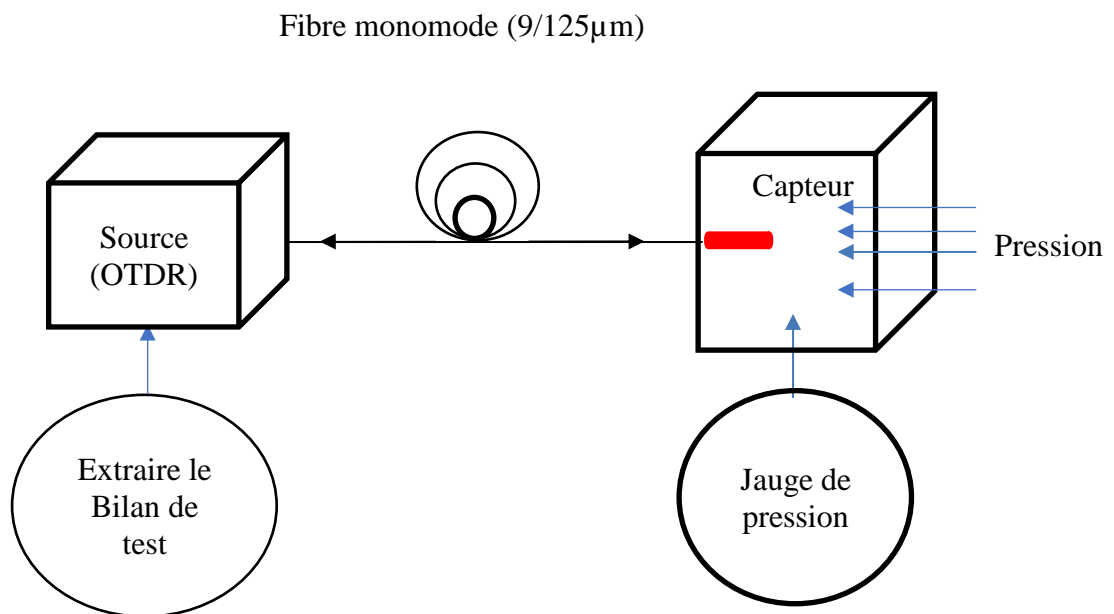 Fibre monomode (9/125µm)
Capteur
Source
(OTDR)
Pression
Extraire le
Bilan de
test
Jauge de
pression